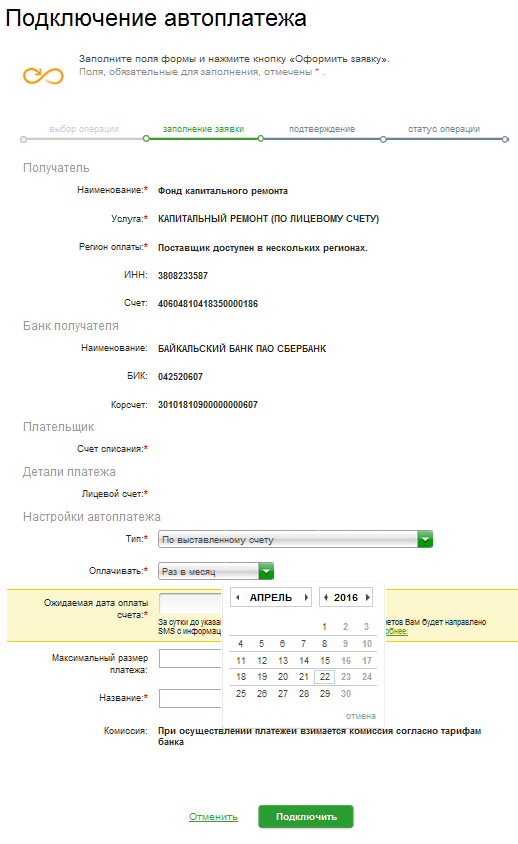 Подключение автоплатежа
Заполните поля формы и нажмите кнопку «Оформить заявку».
Поля, обязательные для заполнения, отмечены * .
выбор операции заполнение заявки подтверждение статус операции
Получатель
Наименование:* Фонд капитального ремонта
Услуга:* КАПИТАЛЬНЫЙ РЕМОНТ (ПО ЛИЦЕВОМУ СЧЕТУ)
Регион оплаты:* Поставщик доступен в нескольких регионах.
ИНН: 3808233587
Счет: 40604810418350000186
Банк получателя
Наименование: БАЙКАЛЬСКИЙ БАНК ПАО СБЕРБАНК
БИК: 042520607
Корсчет: 30101810900000000607
Плательщик
Счет списания:*
Детали платежа
Лицевой счет:*
Настройки автоплатежа
Тип:* По выставленному счету
Оплачивать:* Раз в месяц
АПРЕЛЬ 2016
Ожидаемая дата оплаты
счета:*
За сутки до указа
SMS с информац
етов Вам будет направлено
бнее.
1 2 3
4 5 6 7 8 9 10
11 12 13 14 15 16 17
18 19 20 21 22 23 24
25 26 27 28 29 30
отмена
Максимальный размер
платежа:
Название:*
Комиссия: При осуществлении платежей взимается комиссия согласно тарифам
банка
Отменить Подключить